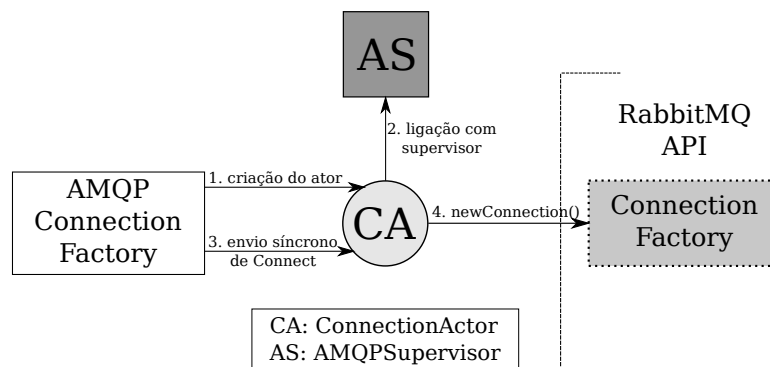 AS
RabbitMQ
API
2. ligação com
supervisor
AMQP
Connection
Factory
1. criação do ator
CA
3. envio síncrono
de Connect
4. newConnection()
Connection
Factory
CA: ConnectionActor
AS: AMQPSupervisor